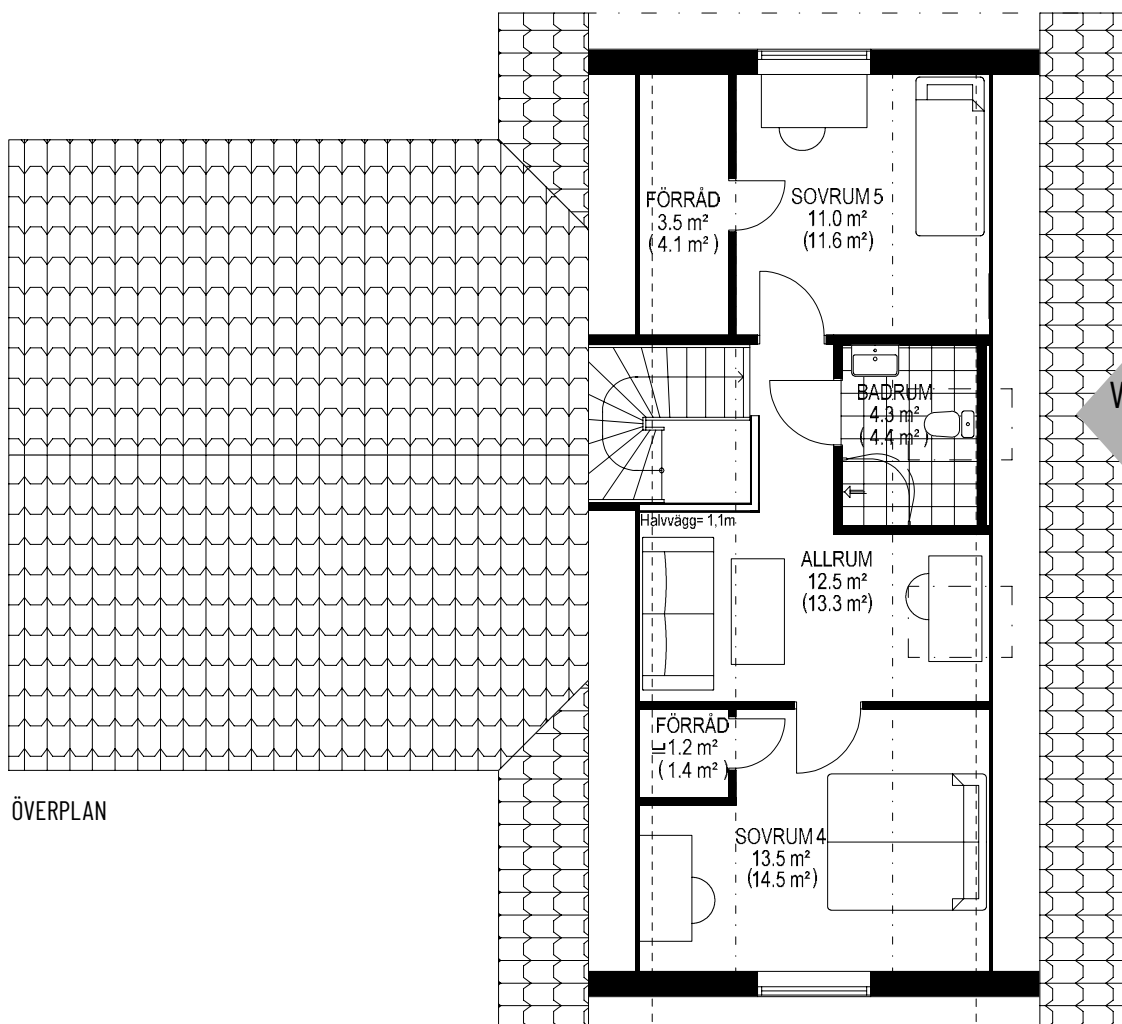 FÖRRÅD
3.5 m²
( 4.1 m² )
SOVRUM 5
11.0 m²
(11.6 m²)
BADRUM
4.3 m²
( 4.4 m² )
V
Halvvägg= 1,1m
ALLRUM
12.5 m²
(13.3 m²)
FÖRRÅD
1.2 m²
( 1.4 m² )
ÖVERPLAN
SOVRUM 4
13.5 m²
(14.5 m²)